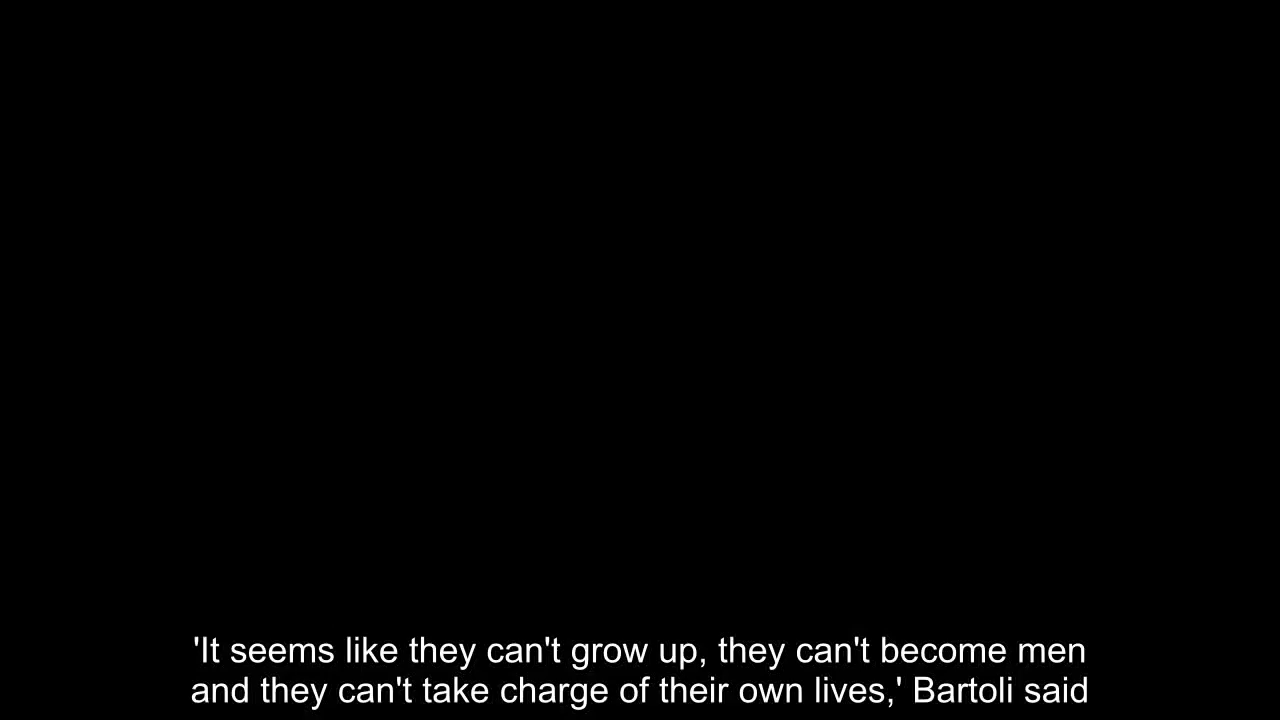 'It seems like they can't grow up, they can't become men
and they can't take charge of their own lives,' Bartoli said